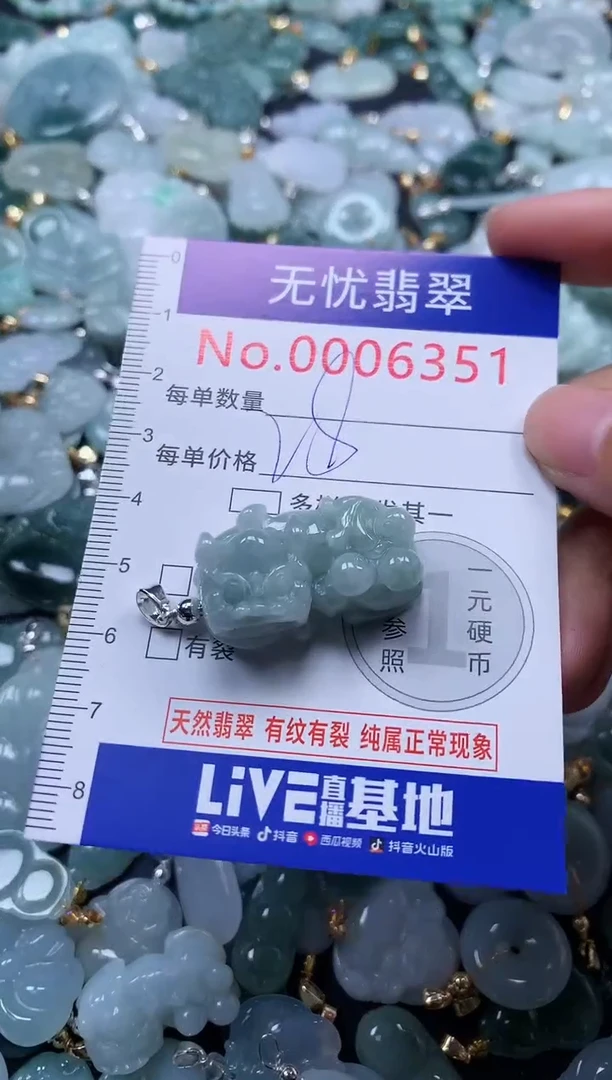 无忧翡翠
No.0006351
每单数量
每单价格
0
1
2
3
4
5
6
7
8
一元硬币
参照
1
有裂
天然翡翠 有纹有裂 纯属正常现象
LiVE直播基地
头条 今日头条 抖音 西瓜视频 抖音火山版